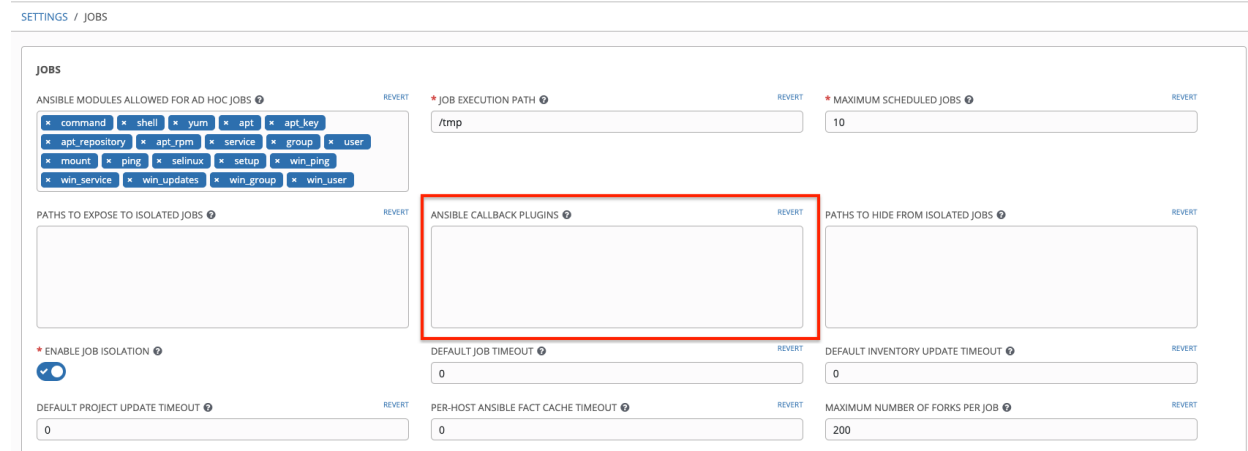 SETTINGS / JOBS
JOBS
ANSIBLE MODULES ALLOWED FOR AD HOC JOBS ? REVERT
× command × shell × yum × apt × apt_key
× apt_repository × apt_rpm × service × group × user
× mount × ping × selinux × setup × win_ping
× win_service × win_updates × win_group × win_user
* JOB EXECUTION PATH ? REVERT
/tmp
* MAXIMUM SCHEDULED JOBS ? REVERT
10
PATHS TO EXPOSE TO ISOLATED JOBS ? REVERT
ANSIBLE CALLBACK PLUGINS ? REVERT
PATHS TO HIDE FROM ISOLATED JOBS ? REVERT
* ENABLE JOB ISOLATION ?
DEFAULT JOB TIMEOUT ? REVERT
0
DEFAULT INVENTORY UPDATE TIMEOUT ? REVERT
0
DEFAULT PROJECT UPDATE TIMEOUT ? REVERT
0
PER-HOST ANSIBLE FACT CACHE TIMEOUT ? REVERT
0
MAXIMUM NUMBER OF FORKS PER JOB ? REVERT
200